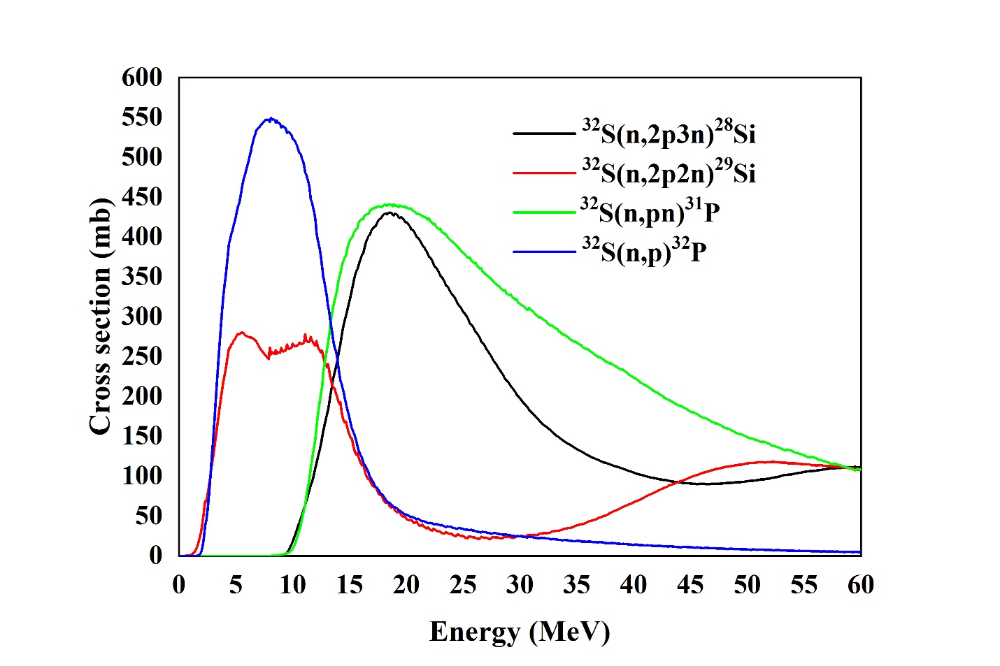 600
550
500
450
400
350
300
250
200
150
100
50
0
Cross section (mb)
³²S(n,2p3n)²⁸Si
³²S(n,2p2n)²⁹Si
³²S(n,pn)³¹P
³²S(n,p)³²P
0 5 10 15 20 25 30 35 40 45 50 55 60
Energy (MeV)